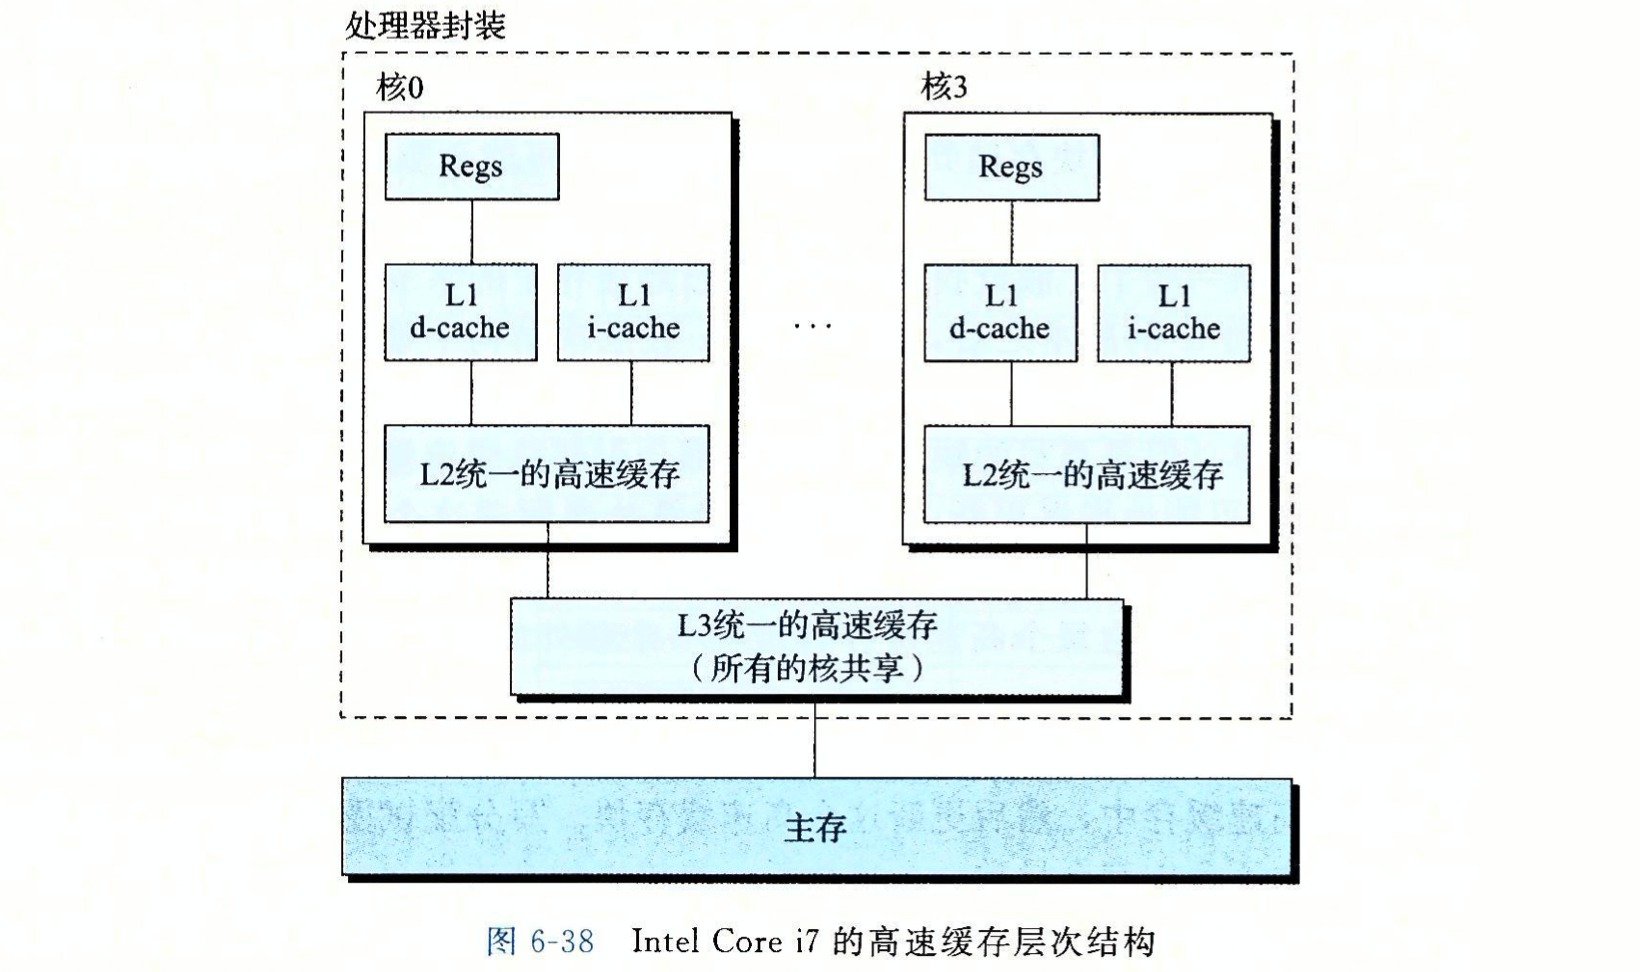 处理器封装
核0
核3
Regs
Regs
L1
d-cache
L1
i-cache
...
L1
d-cache
L1
i-cache
L2统一的高速缓存
L2统一的高速缓存
L3统一的高速缓存
（所有的核共享）
主存
图 6-38 Intel Core i7 的高速缓存层次结构